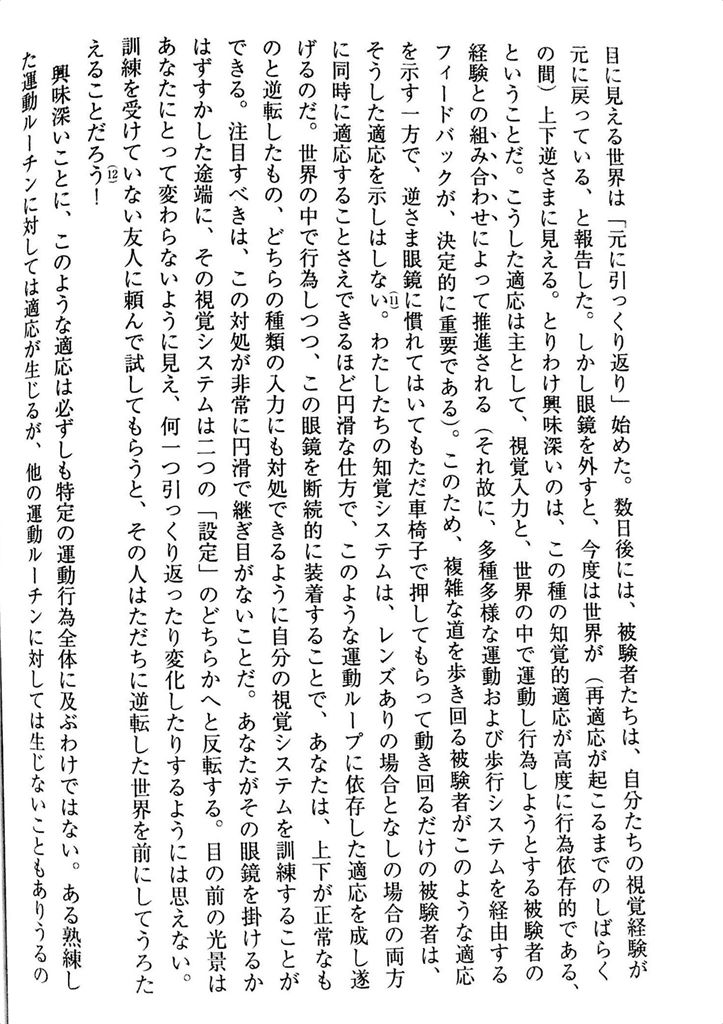 目に見える世界は「元に引っくり返り」始めた。数日後には、被験者たちは、自分たちの視覚経験が
元に戻っている、と報告した。しかし眼鏡を外すと、今度は世界が（再適応が起こるまでのしばらく
の間）上下逆さまに見える。とりわけ興味深いのは、この種の知覚的適応が高度に行為依存的である、
ということだ。こうした適応は主として、視覚入力と、世界の中で運動し行為しようとする被験者の
経験との組み合わせによって推進される（それ故に、多種多様な運動および歩行システムを経由する
フィードバックが、決定的に重要である）。このため、複雑な道を歩き回る被験者がこのような適応
を示す一方で、逆さま眼鏡に慣れてはいてもただ車椅子で押してもらって動き回るだけの被験者は、
そうした適応を示しはしない。(11)わたしたちの知覚システムは、レンズありの場合となしの場合の両方
に同時に適応することさえできるほど円滑な仕方で、このような運動ループに依存した適応を成し遂
げるのだ。世界の中で行為しつつ、この眼鏡を断続的に装着することで、あなたは、上下が正常なも
のと逆転したもの、どちらの種類の入力にも対処できるように自分の視覚システムを訓練することが
できる。注目すべきは、この対処が非常に円滑で継ぎ目がないことだ。あなたがその眼鏡を掛けるか
はずすかした途端に、その視覚システムは二つの「設定」のどちらかへと反転する。目の前の光景は
あなたにとって変わらないように見え、何一つ引っくり返ったり変化したりするようには思えない。
訓練を受けていない友人に頼んで試してもらうと、その人はただちに逆転した世界を前にしてうろた
えることだろう！(12)
興味深いことに、このような適応は必ずしも特定の運動行為全体に及ぶわけではない。ある熟練し
た運動ルーチンに対しては適応が生じるが、他の運動ルーチンに対しては生じないこともありうるの